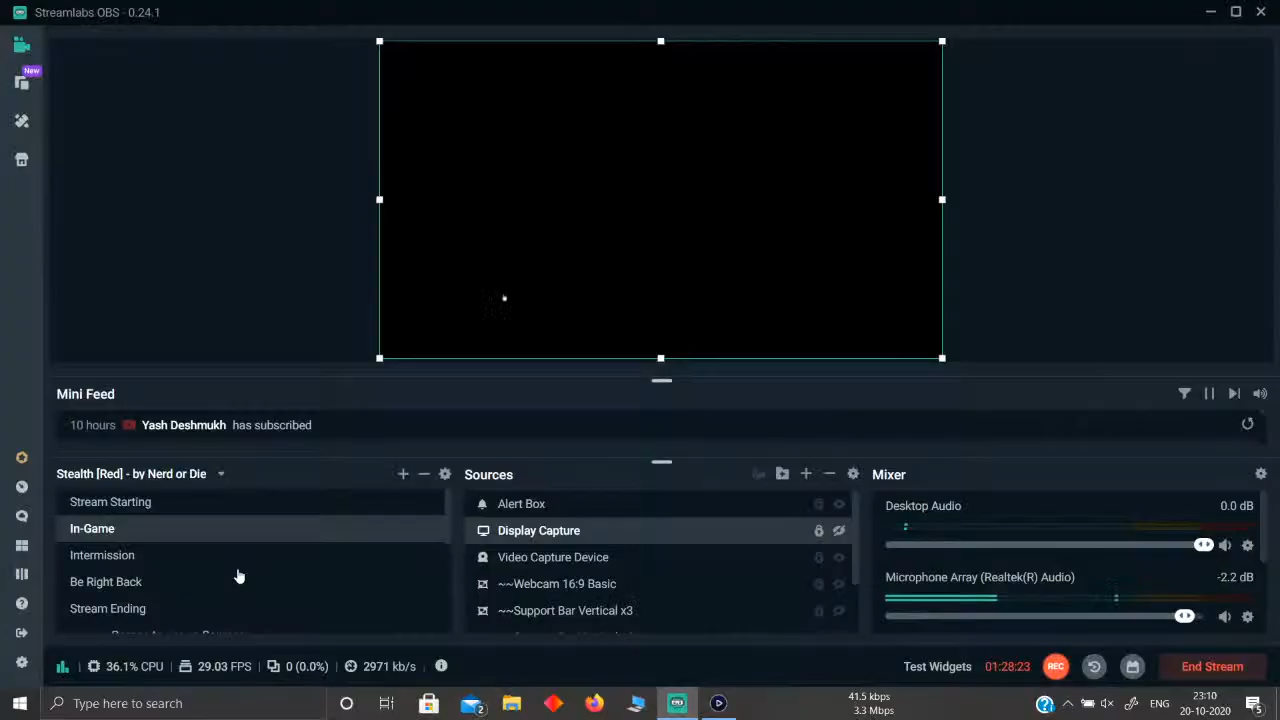 Streamlabs OBS - 0.24.1
New
Mini Feed
10 hours Yash Deshmukh has subscribed
Stealth [Red] - by Nerd or Die
Stream Starting
In-Game
Intermission
Be Right Back
Stream Ending
Sources
Alert Box
Display Capture
Video Capture Device
~~Webcam 16:9 Basic
~~Support Bar Vertical x3
Mixer
Desktop Audio 0.0 dB
Microphone Array (Realtek(R) Audio) -2.2 dB
36.1% CPU 29.03 FPS 0 (0.0%) 2971 kb/s
Test Widgets 01:28:23 REC End Stream
Type here to search
2
41.5 kbps
3.3 Mbps
ENG
23:10
20-10-2020
5